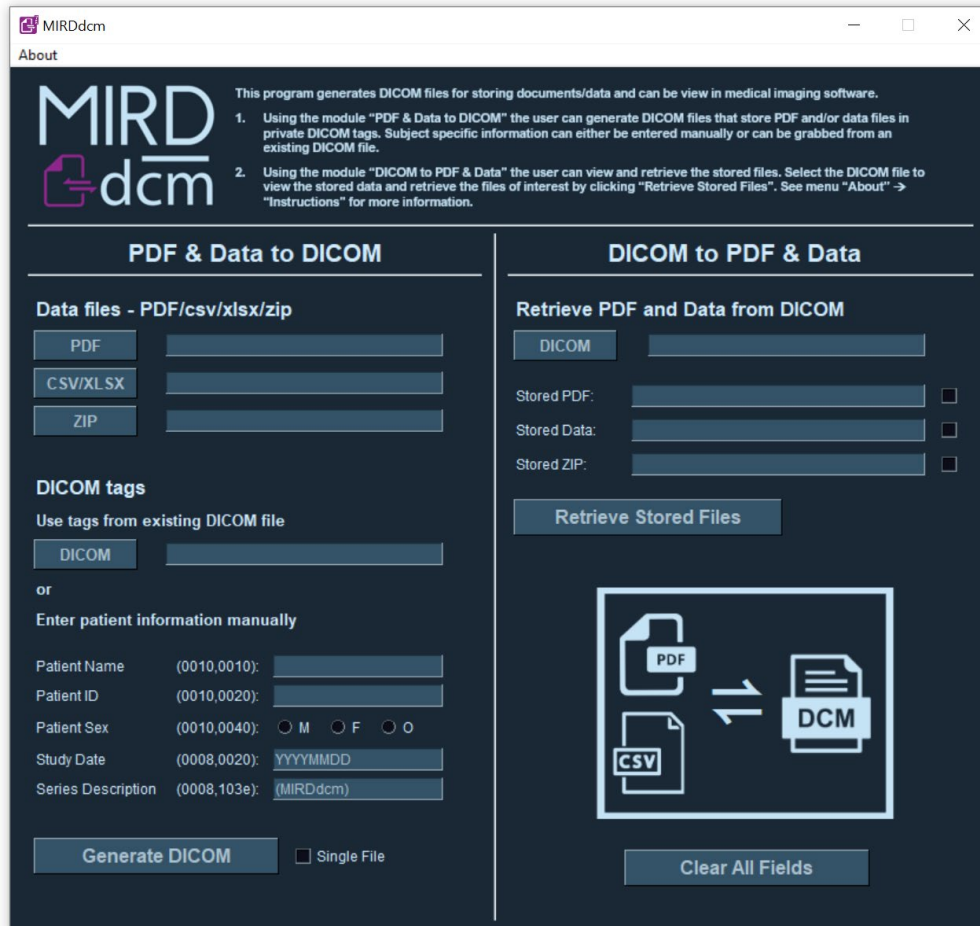 MIRDdcm
About
MIRD
dcm
This program generates DICOM files for storing documents/data and can be view in medical imaging software.
1. Using the module “PDF & Data to DICOM” the user can generate DICOM files that store PDF and/or data files in
private DICOM tags. Subject specific information can either be entered manually or can be grabbed from an
existing DICOM file.
2. Using the module “DICOM to PDF & Data” the user can view and retrieve the stored files. Select the DICOM file to
view the stored data and retrieve the files of interest by clicking “Retrieve Stored Files”. See menu “About” →
“Instructions” for more information.
PDF & Data to DICOM
Data files - PDF/csv/xlsx/zip
PDF
CSV/XLSX
ZIP
DICOM tags
Use tags from existing DICOM file
DICOM
or
Enter patient information manually
Patient Name (0010,0010):
Patient ID (0010,0020):
Patient Sex (0010,0040): M F O
Study Date (0008,0020): YYYYMMDD
Series Description (0008,103e): (MIRDdcm)
Generate DICOM Single File
DICOM to PDF & Data
Retrieve PDF and Data from DICOM
DICOM
Stored PDF:
Stored Data:
Stored ZIP:
Retrieve Stored Files
PDF
DCM
CSV
Clear All Fields